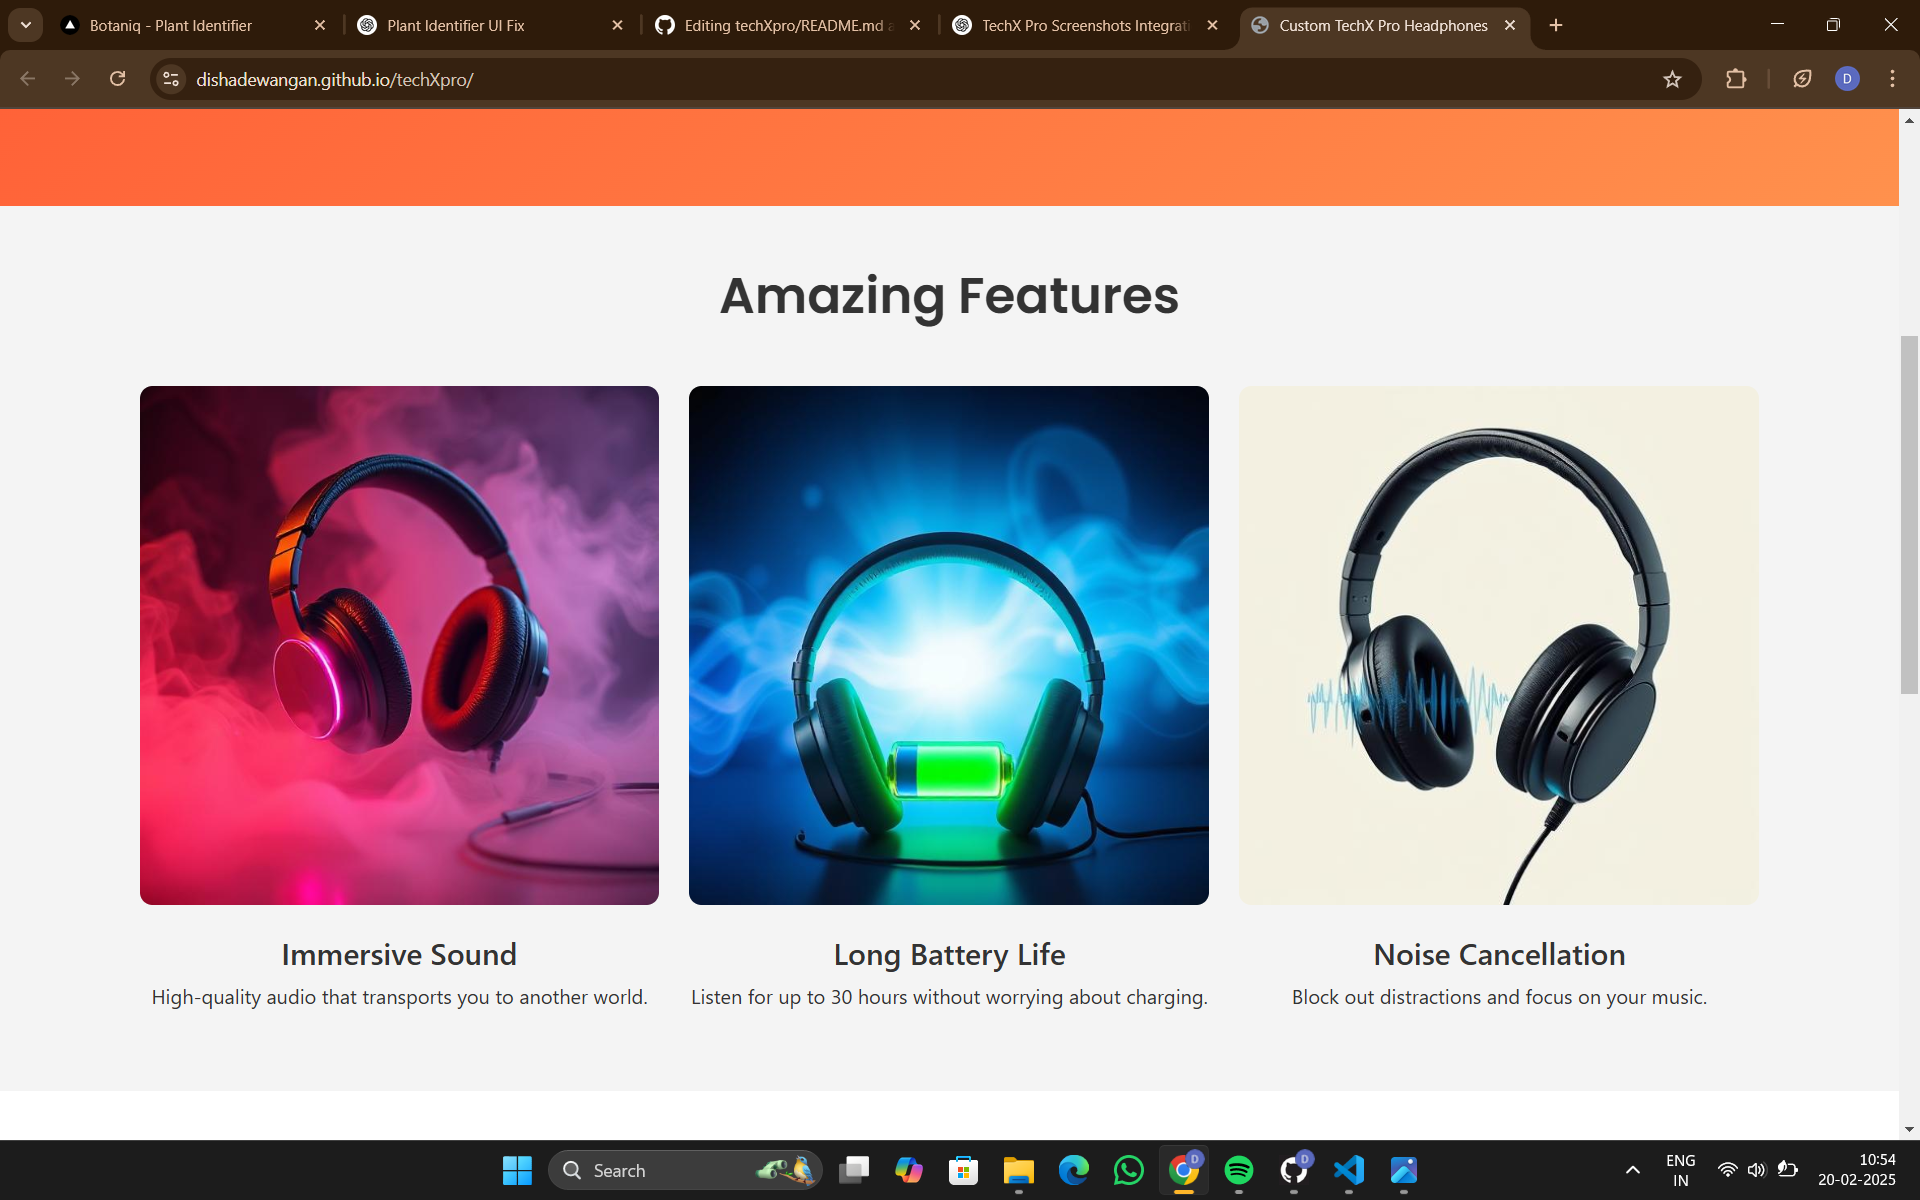 Botaniq - Plant Identifier
Plant Identifier UI Fix
Editing techXpro/README.md a
TechX Pro Screenshots Integrati
Custom TechX Pro Headphones
dishadewangan.github.io/techXpro/
D
Amazing Features
Immersive Sound
Long Battery Life
Noise Cancellation
High-quality audio that transports you to another world.
Listen for up to 30 hours without worrying about charging.
Block out distractions and focus on your music.
Search
D
D
ENG
IN
10:54
20-02-2025